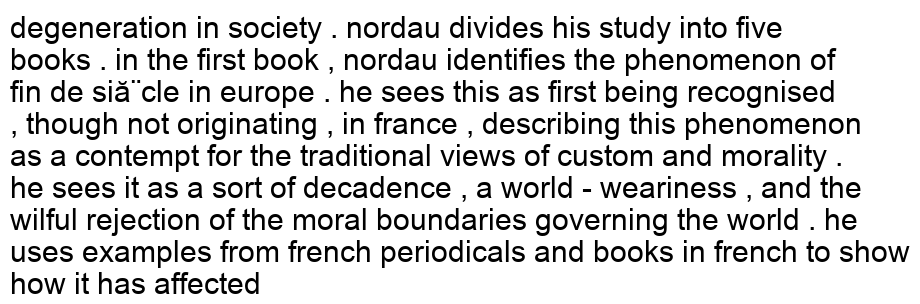 degeneration in society . nordau divides his study into five
books . in the first book , nordau identifies the phenomenon of
fin de siă¨cle in europe . he sees this as first being recognised
, though not originating , in france , describing this phenomenon
as a contempt for the traditional views of custom and morality .
he sees it as a sort of decadence , a world - weariness , and the
wilful rejection of the moral boundaries governing the world . he
uses examples from french periodicals and books in french to show
how it has affected